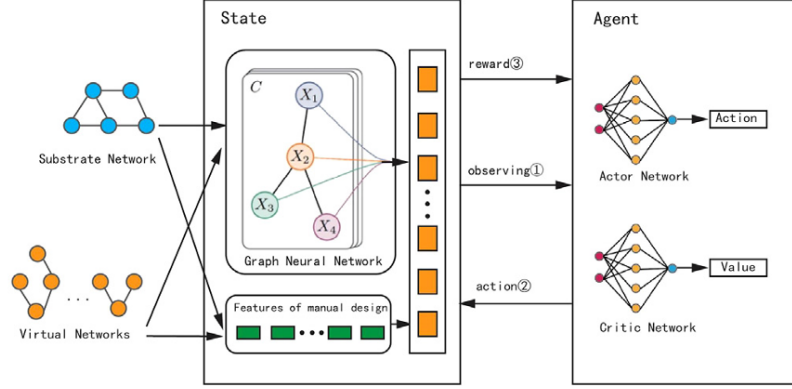 State
Agent
C
X1
X2
X3
X4
Graph Neural Network
Substrate Network
Virtual Networks
Features of manual design
reward③
observing①
action②
Action
Actor Network
Value
Critic Network